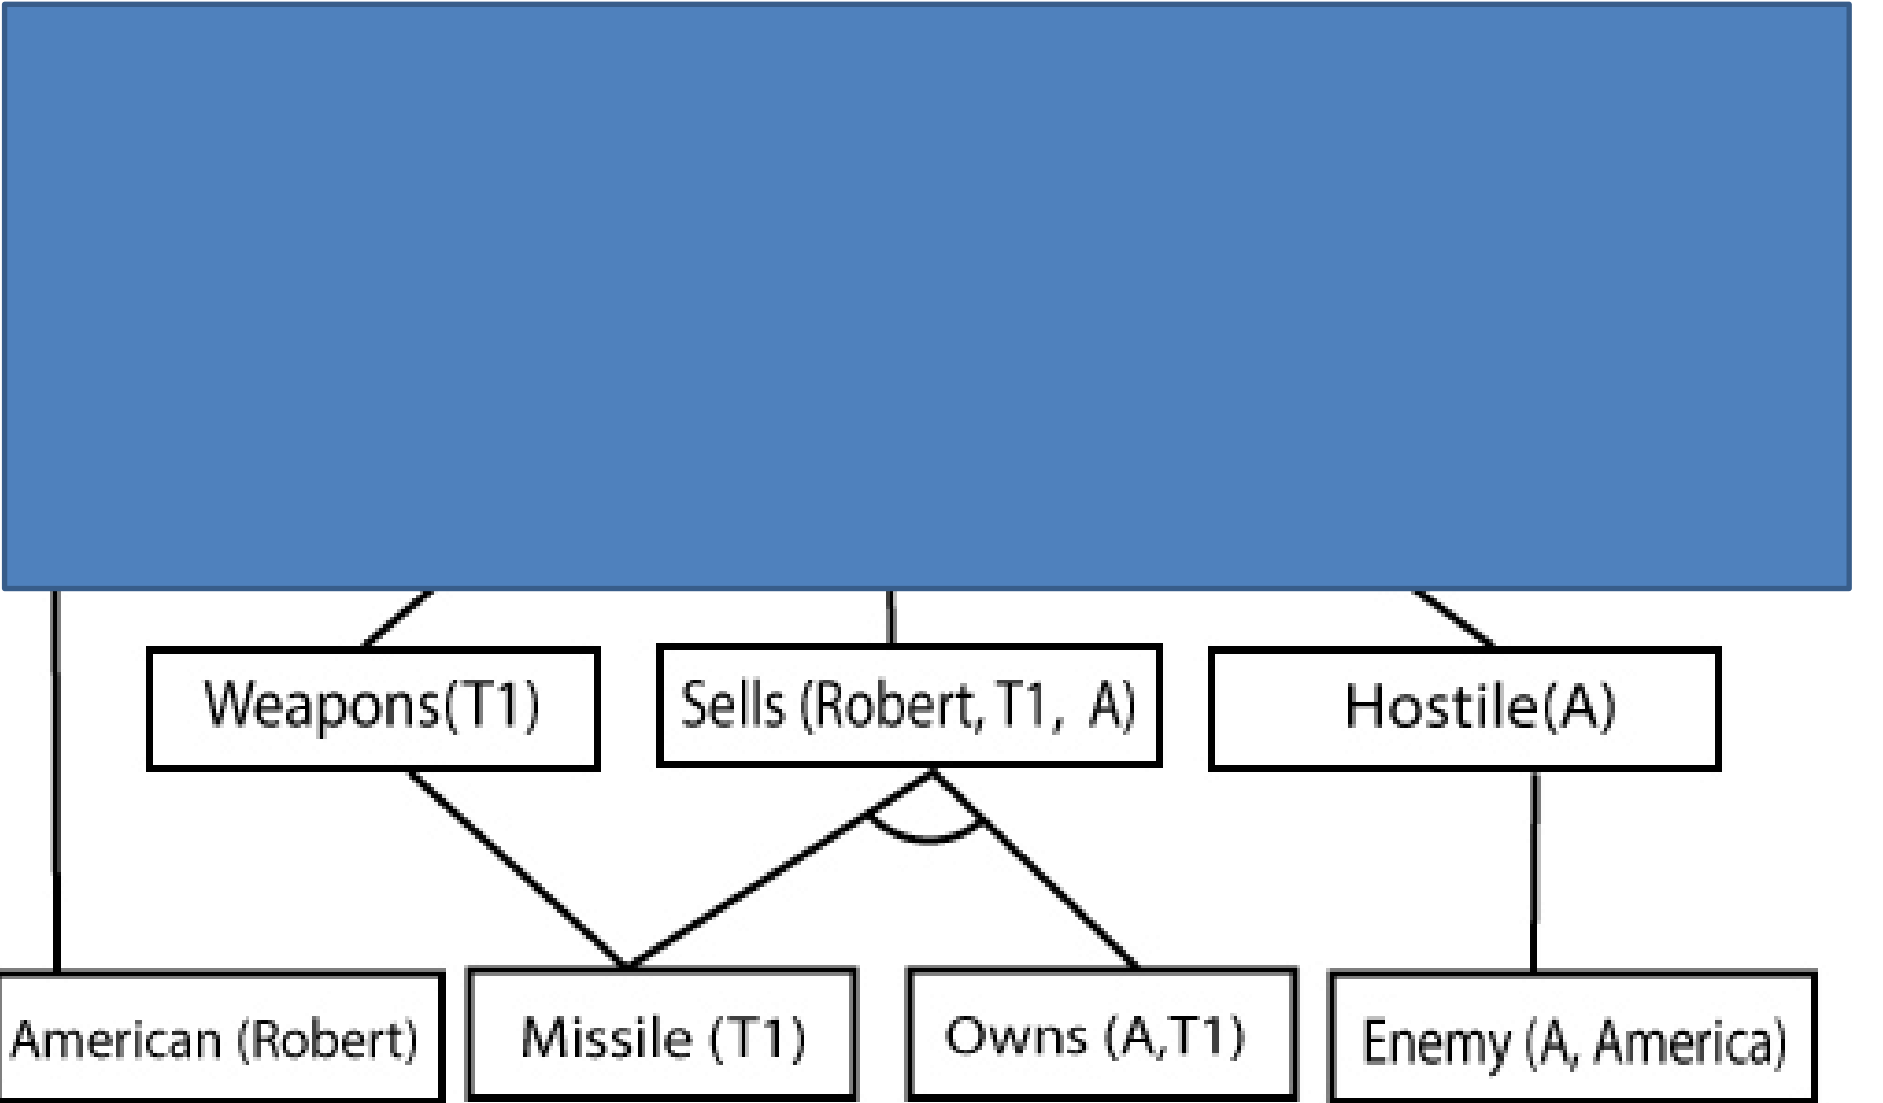 Weapons(T1)
Sells (Robert, T1, A)
Hostile(A)
American (Robert)
Missile (T1)
Owns (A,T1)
Enemy (A, America)